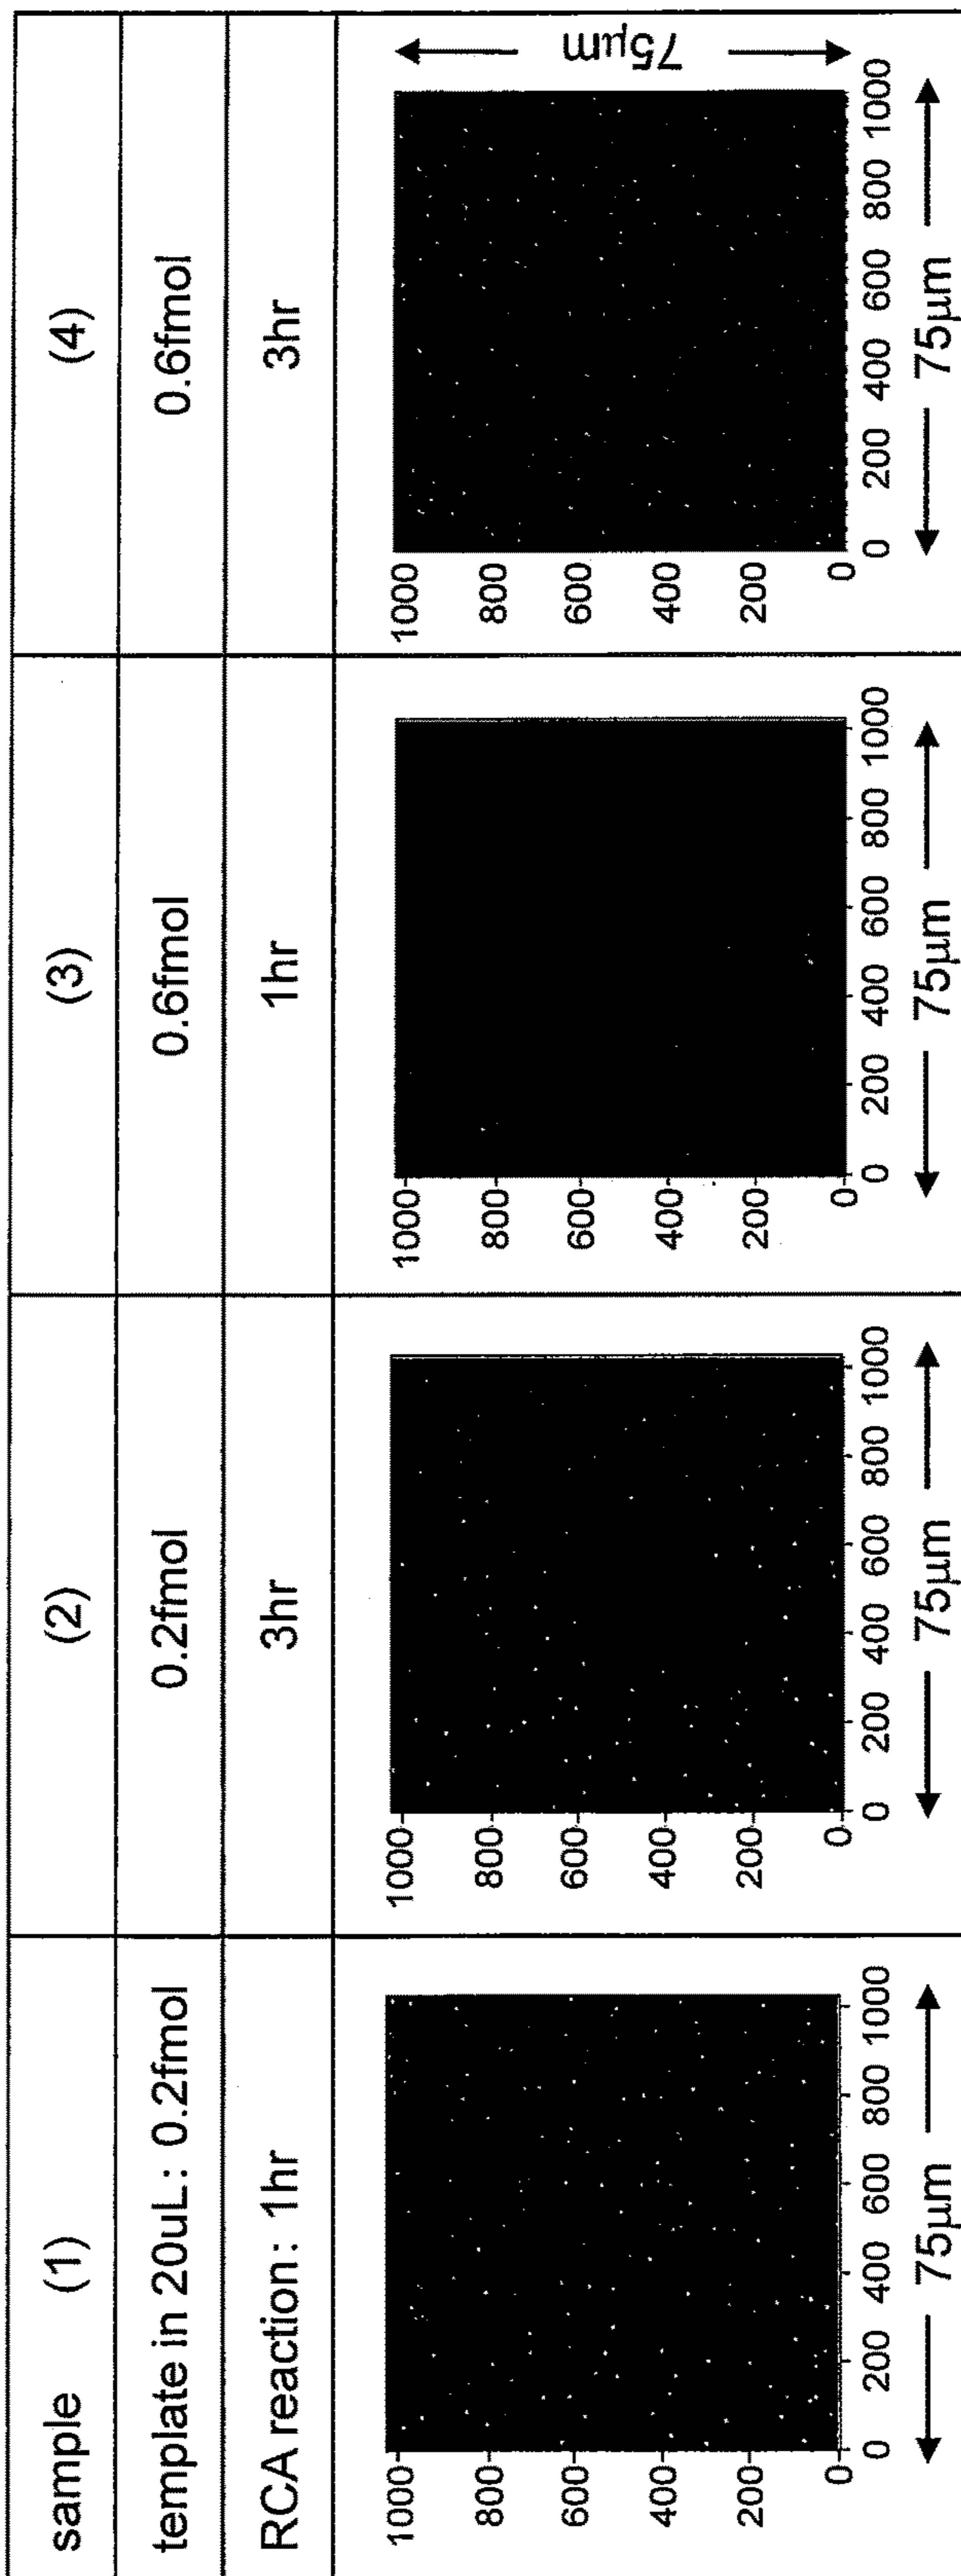 sample (1) (2) (3) (4)
template in 20uL: 0.2fmol 0.2fmol 0.6fmol 0.6fmol
RCA reaction: 1hr 3hr 1hr 3hr
1000 1000 1000 1000
800 800 800 800
600 600 600 600
400 400 400 400
200 200 200 200
0 0 0 0
75μm
0 200 400 600 800 1000 0 200 400 600 800 1000 0 200 400 600 800 1000 0 200 400 600 800 1000
75μm 75μm 75μm 75μm